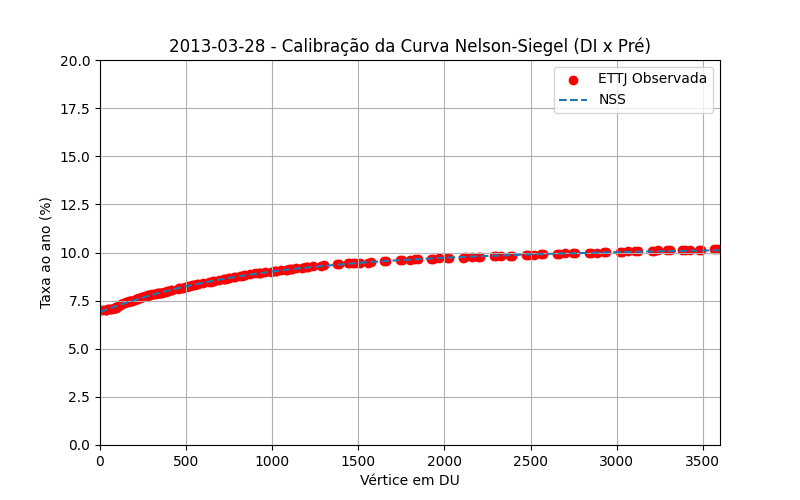 2013-03-28 - Calibração da Curva Nelson-Siegel (DI x Pré)
ETTJ Observada
NSS
Taxa ao ano (%)
20.0
17.5
15.0
12.5
10.0
7.5
5.0
2.5
0.0
0 500 1000 1500 2000 2500 3000 3500
Vértice em DU